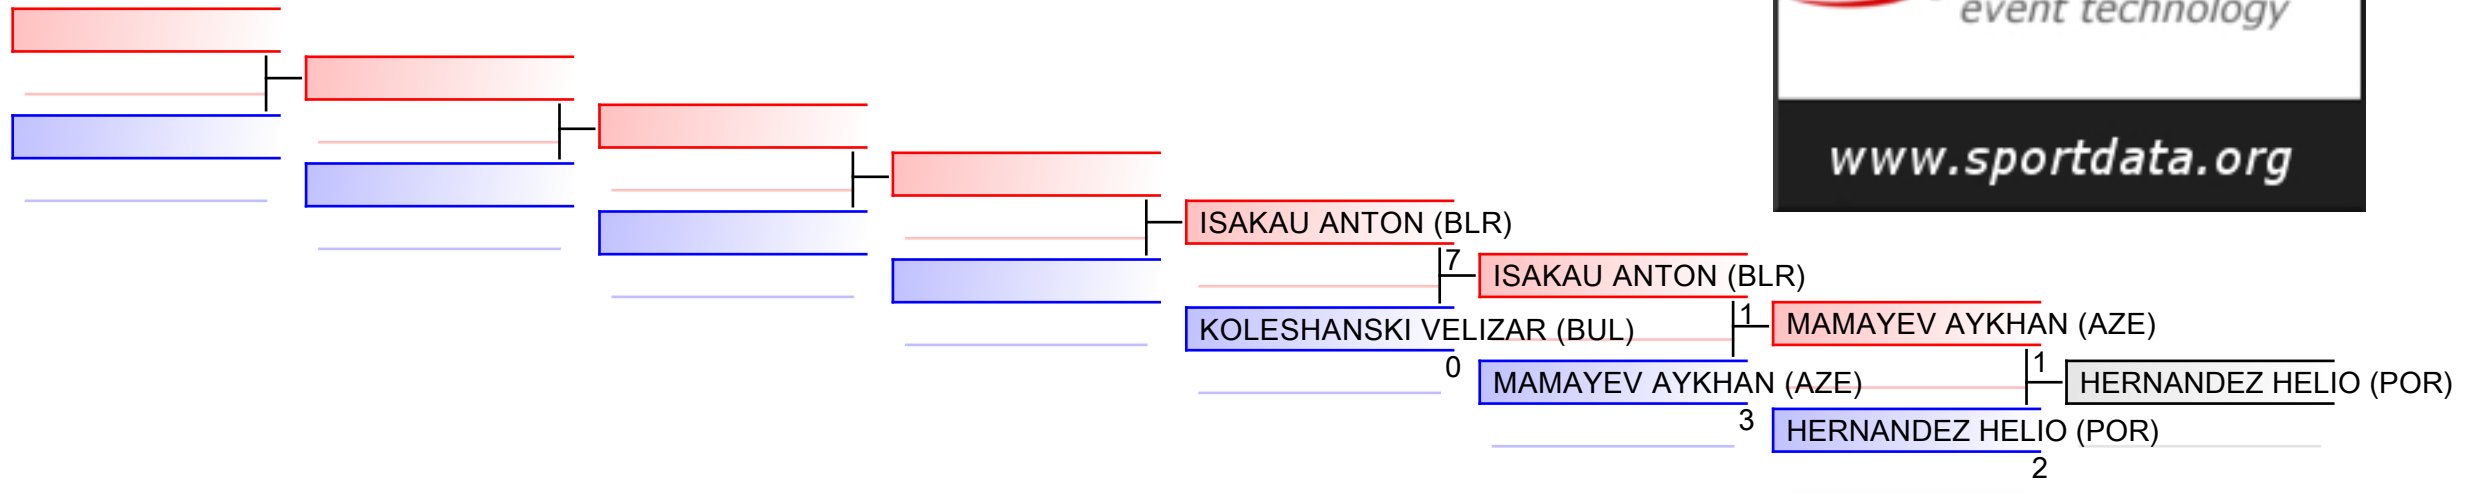 event technology
www.sportdata.org
ISAKAU ANTON (BLR)
7
ISAKAU ANTON (BLR)
KOLESHANSKI VELIZAR (BUL)
0
1
MAMAYEV AYKHAN (AZE)
MAMAYEV AYKHAN (AZE)
3
1
HERNANDEZ HELIO (POR)
HERNANDEZ HELIO (POR)
2